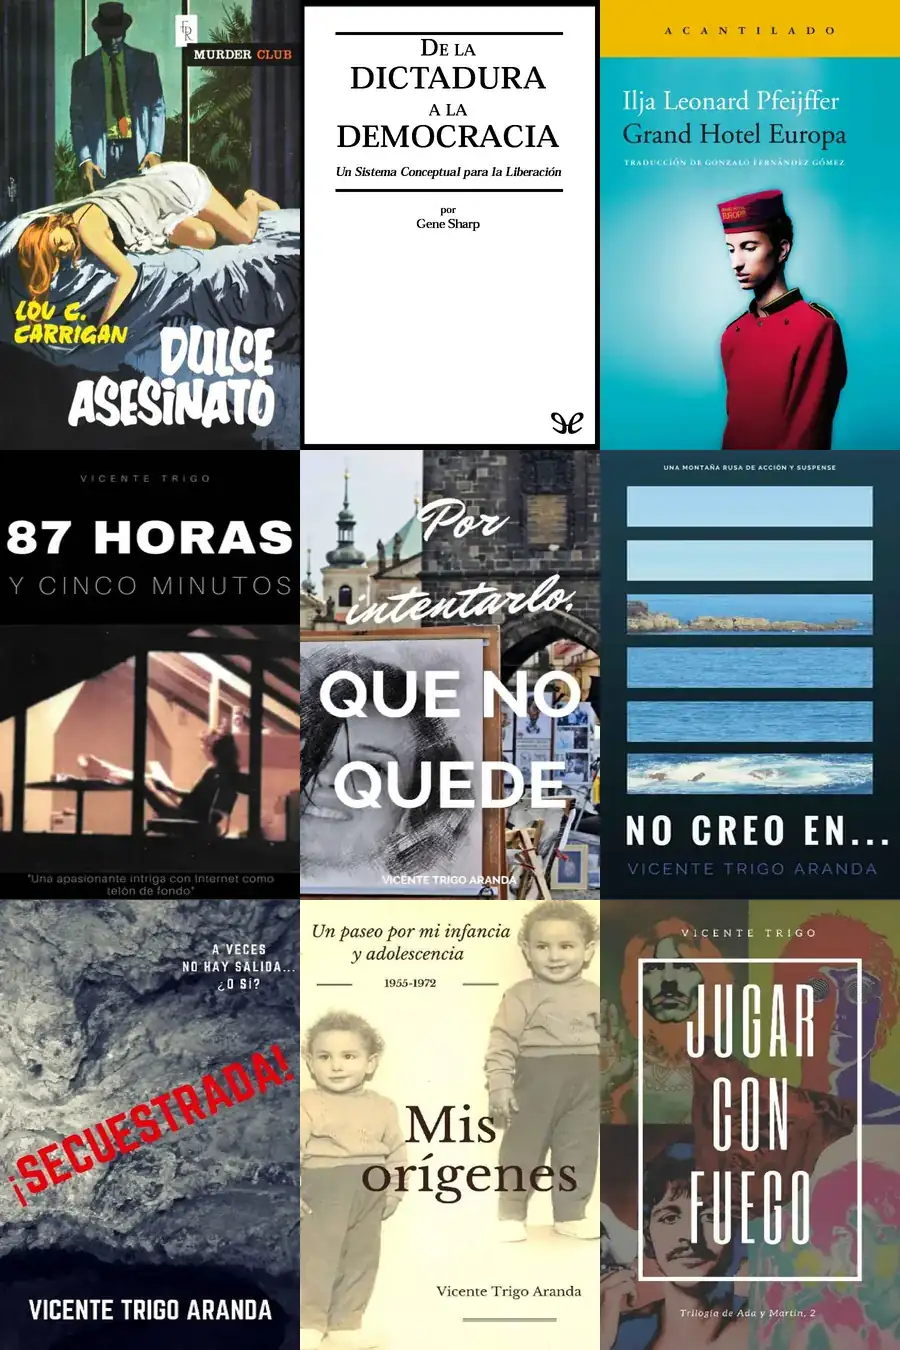 MURDER CLUB
LOU C.
CARRIGAN
DULCE
ASESINATO
DE LA
DICTADURA
A LA
DEMOCRACIA
Un Sistema Conceptual para la Liberación
por
Gene Sharp
ACANTILADO
Ilja Leonard Pfeijffer
Grand Hotel Europa
TRADUCCIÓN DE GONZALO FERNÁNDEZ GÓMEZ
EUROPA
VICENTE TRIGO
87 HORAS
Y CINCO MINUTOS
"Una apasionante intriga con Internet como
telón de fondo"
Por
intentarlo,
QUE NO
QUEDE
VICENTE TRIGO ARANDA
UNA MONTAÑA RUSA DE ACCIÓN Y SUSPENSE
NO CREO EN...
VICENTE TRIGO ARANDA
A VECES
NO HAY SALIDA...
¿O SÍ?
¡SECUESTRADA!
VICENTE TRIGO ARANDA
Un paseo por mi infancia
y adolescencia
1955-1972
Mis
orígenes
Vicente Trigo Aranda
VICENTE TRIGO
JUGAR
CON
FUEGO
Trilogía de Ada y Martín, 2